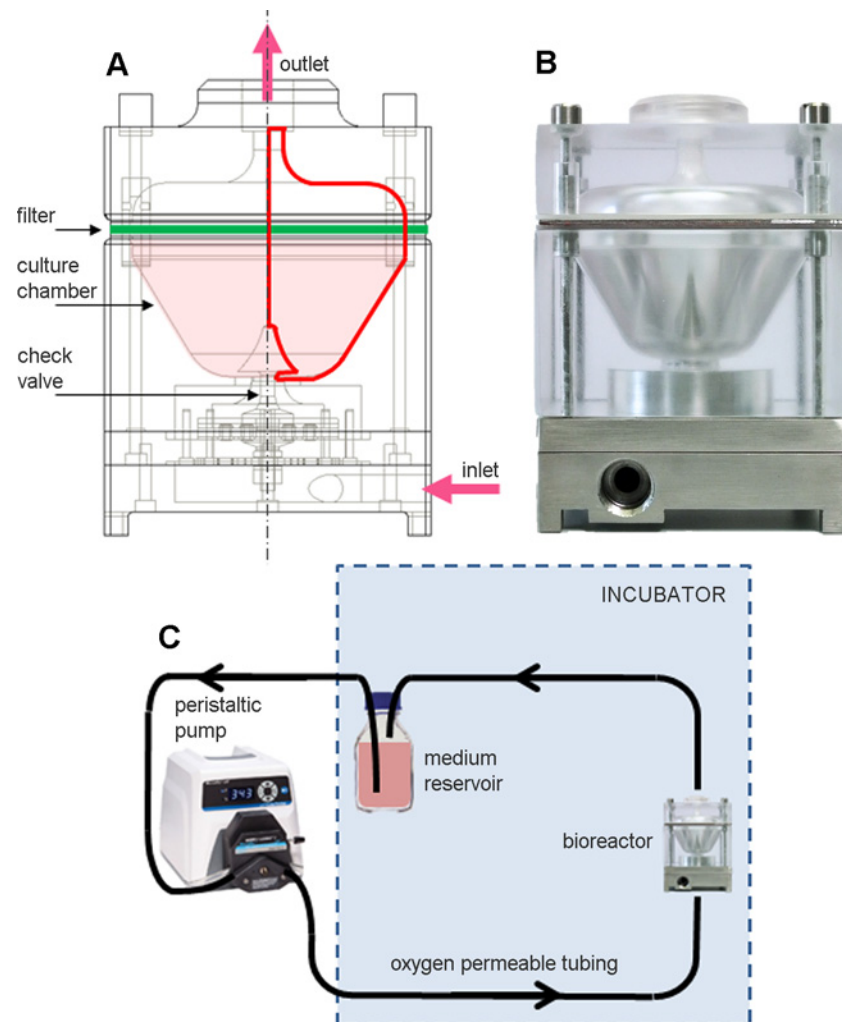 A
outlet
B
filter
culture
chamber
check
valve
inlet
INCUBATOR
C
peristaltic
pump
343
medium
reservoir
bioreactor
oxygen permeable tubing